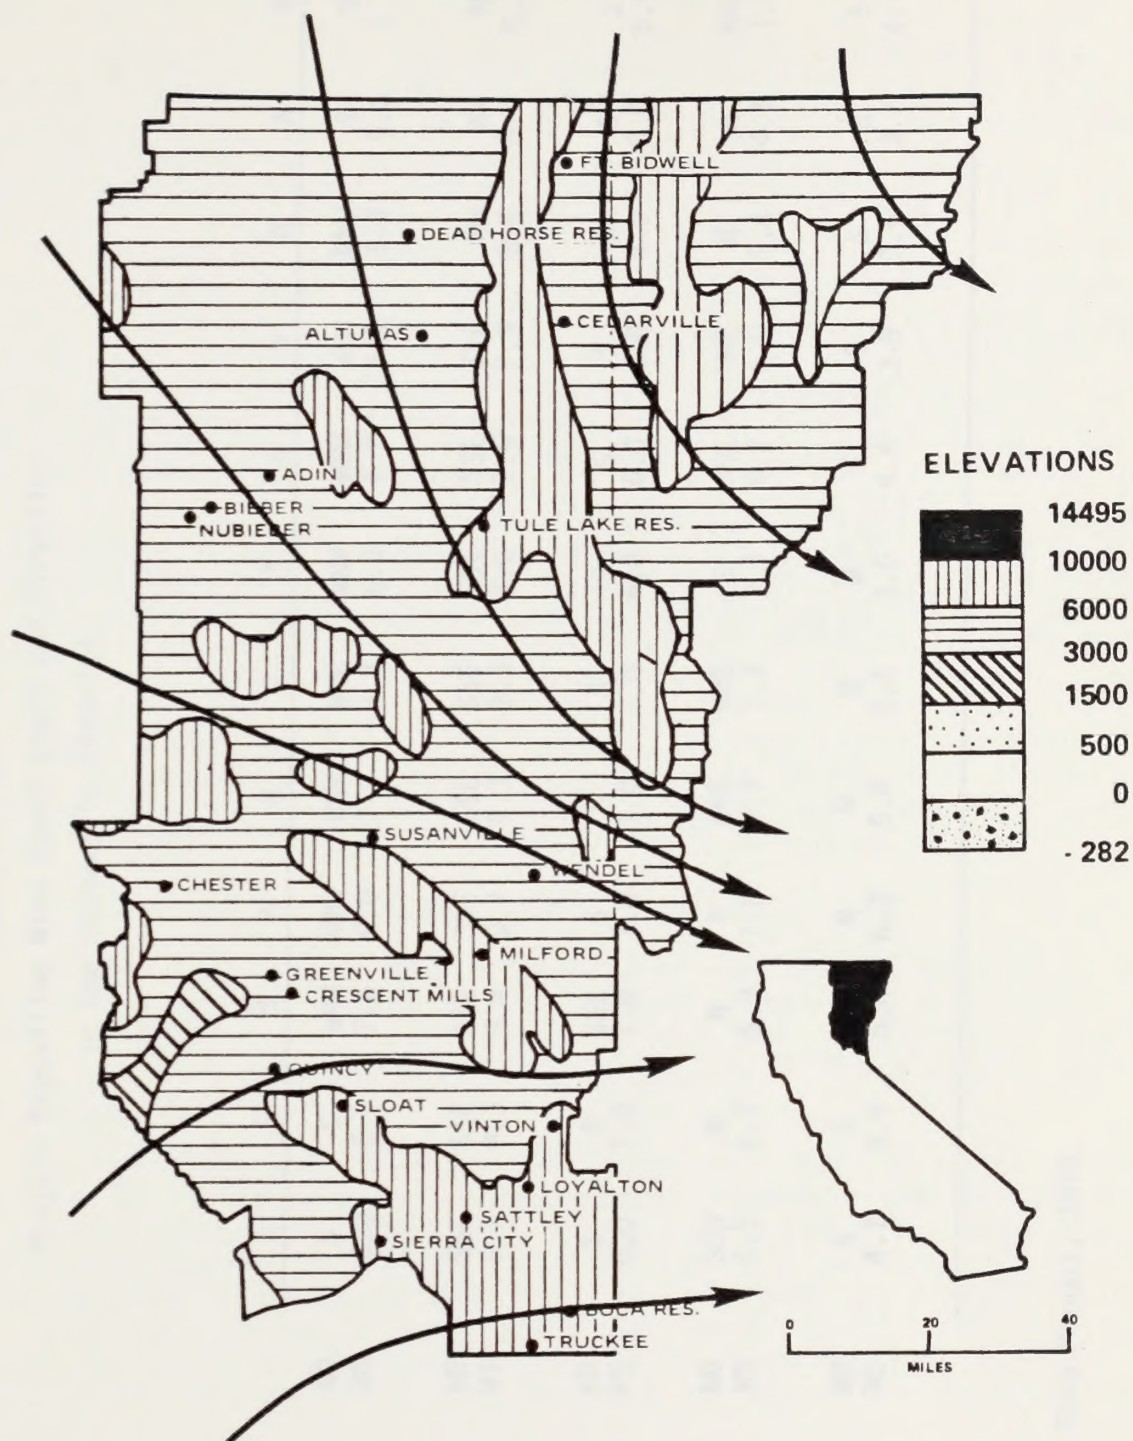 FT. BIDWELL
DEAD HORSE RES.
CEDARVILLE
ALTURAS
ADIN
BIEBER
NUBIEBER
TULE LAKE RES.
SUSANVILLE
WENDEL
CHESTER
MILFORD
GREENVILLE
CRESCENT MILLS
QUINCY
SLOAT
VINTON
LOYALTON
SATTLEY
SIERRA CITY
BOCA RES.
TRUCKEE
ELEVATIONS
14495
10000
6000
3000
1500
500
0
- 282
0 20 40
MILES